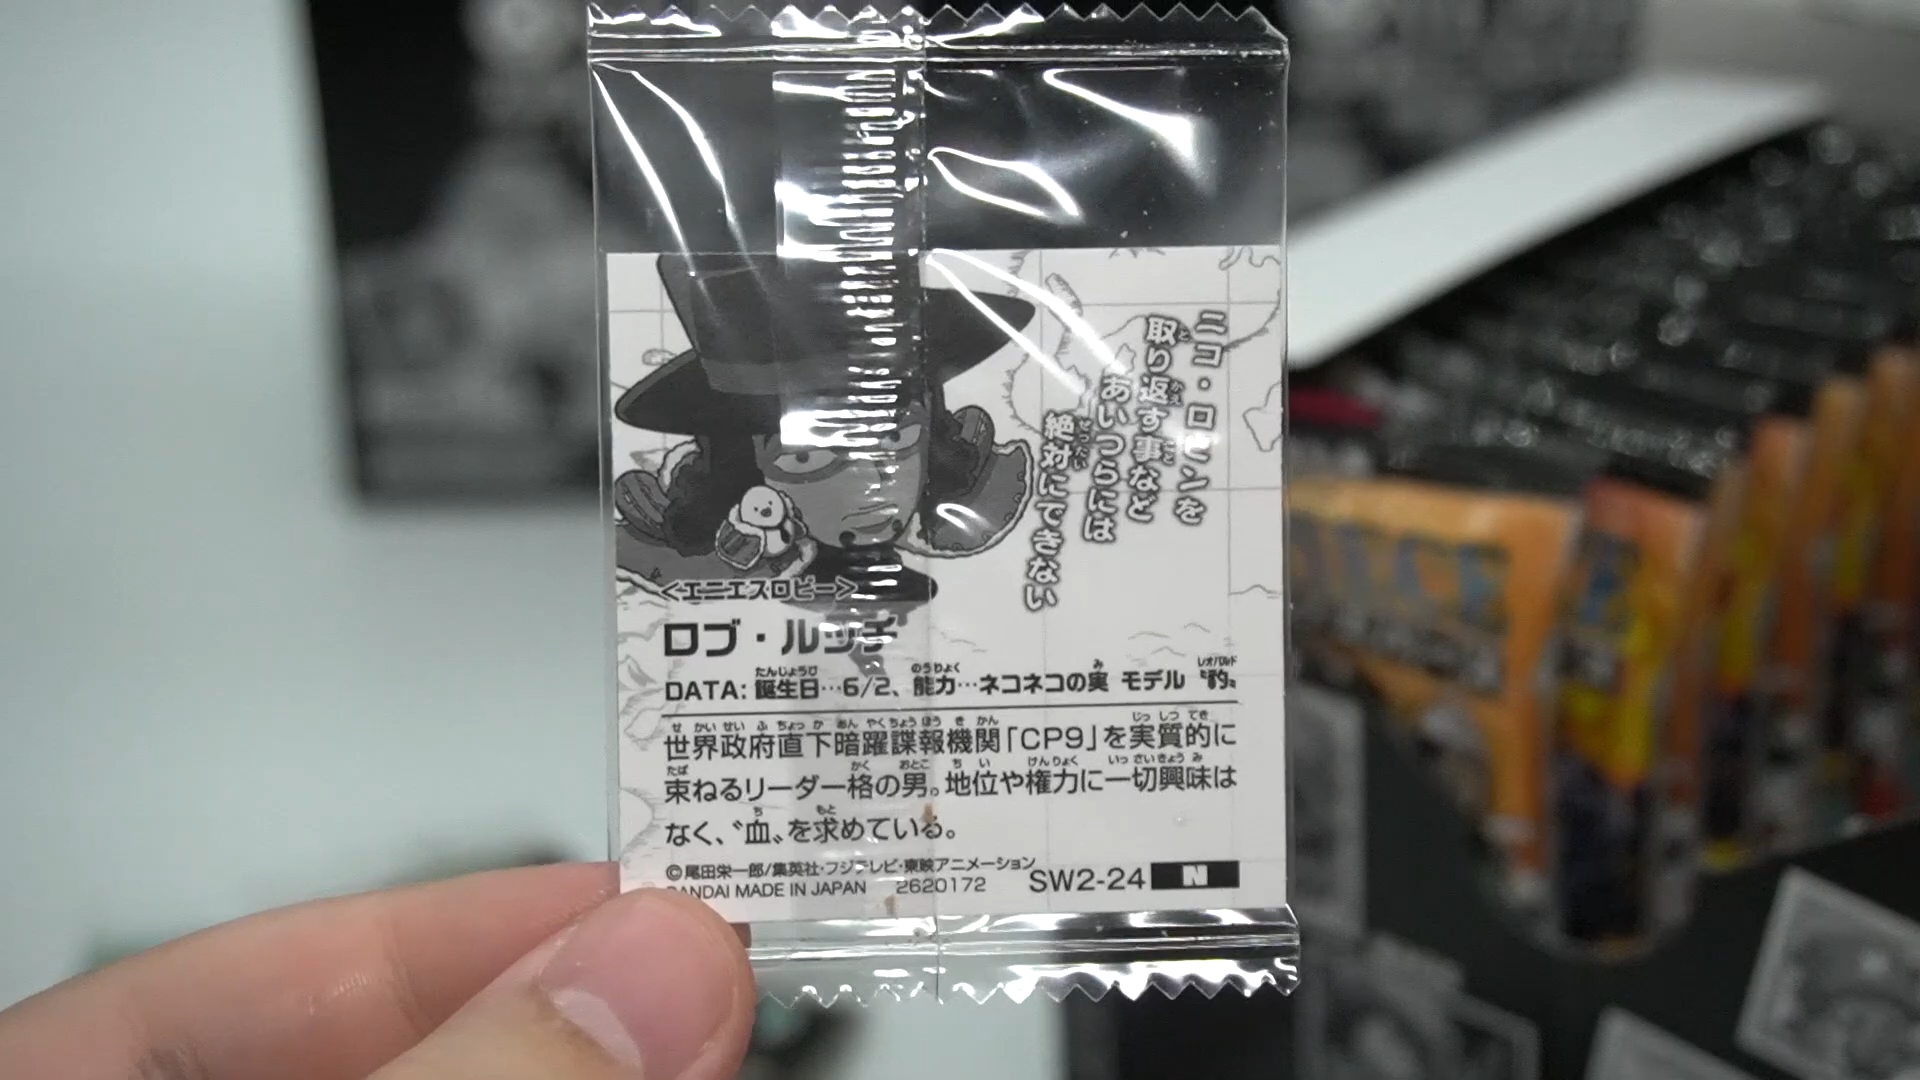 ニコ・ロビンを
取り返す事など
あいつらには
絶対にできない
<エニエスロビー>
ロブ・ルッチ
DATA: 誕生日…6/2、能力…ネコネコの実 モデル〝豹〟
世界政府直下暗躍諜報機関「CP9」を実質的に
束ねるリーダー格の男。地位や権力に一切興味は
なく、〝血〟を求めている。
©尾田栄一郎/集英社・フジテレビ・東映アニメーション
BANDAI MADE IN JAPAN 2620172
SW2-24 N